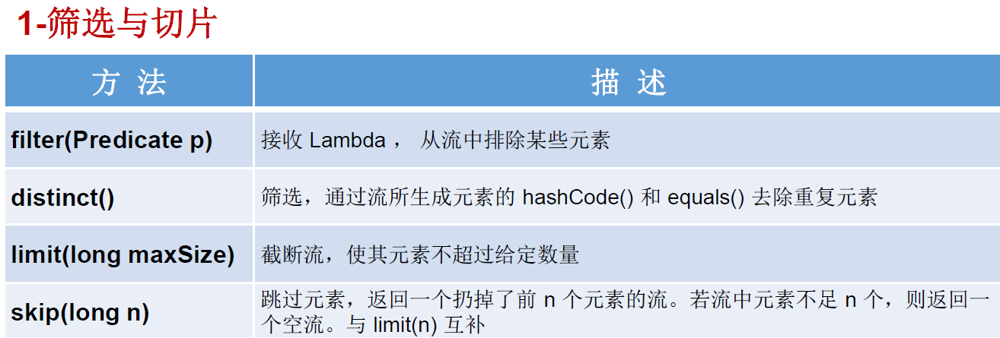 1-筛选与切片
方 法
描 述
filter(Predicate p)
接收 Lambda ， 从流中排除某些元素
distinct()
筛选，通过流所生成元素的 hashCode() 和 equals() 去除重复元素
limit(long maxSize)
截断流，使其元素不超过给定数量
skip(long n)
跳过元素，返回一个扔掉了前 n 个元素的流。若流中元素不足 n 个，则返回一
个空流。与 limit(n) 互补